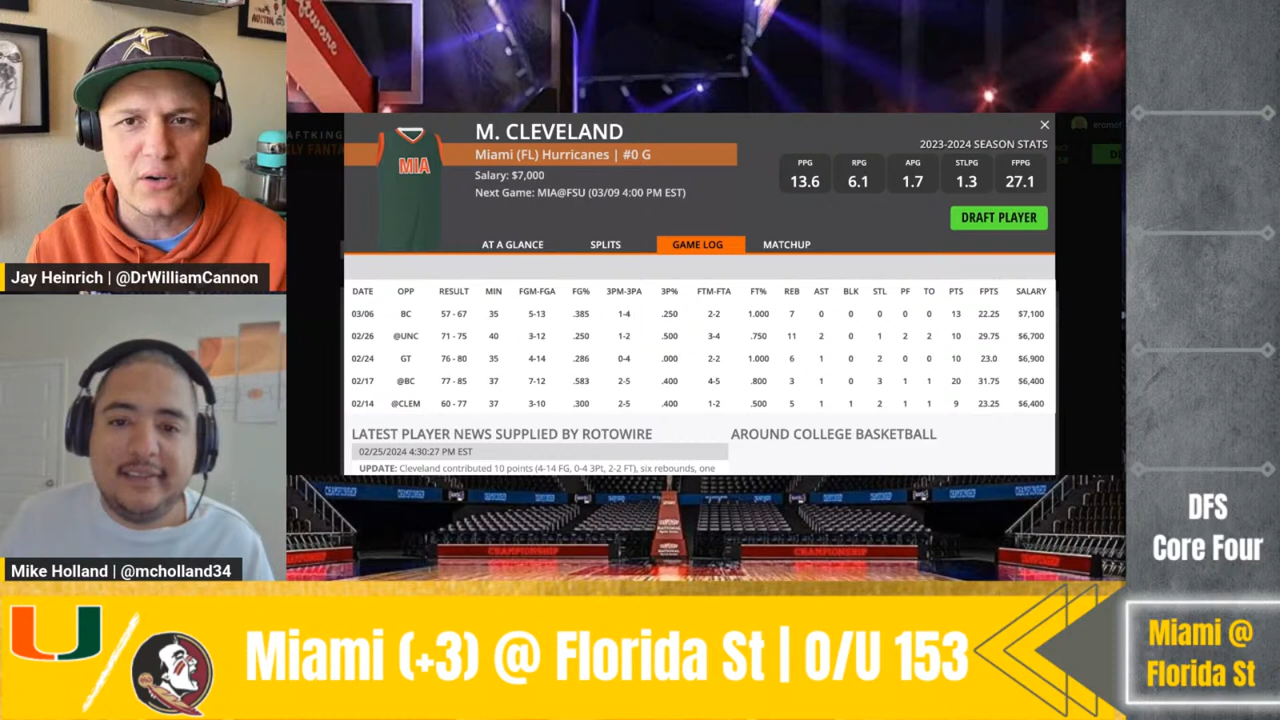 Jay Heinrich | @DrWilliamCannon
Mike Holland | @mcholland34
M. CLEVELAND
Miami (FL) Hurricanes | #0 G
Salary: $7,000
Next Game: MIA@FSU (03/09 4:00 PM EST)
MIA
2023-2024 SEASON STATS
PPG RPG APG STLPG FPPG
13.6 6.1 1.7 1.3 27.1
DRAFT PLAYER
AT A GLANCE SPLITS GAME LOG MATCHUP
DATE OPP RESULT MIN FGM-FGA FG% 3PM-3PA 3P% FTM-FTA FT% REB AST BLK STL PF TO PTS FPTS SALARY
03/06 BC 57 - 67 35 5-13 .385 1-4 .250 2-2 1.000 7 0 0 0 0 0 13 22.25 $7,100
02/26 @UNC 71 - 75 40 3-12 .250 1-2 .500 3-4 .750 11 2 0 1 2 2 10 29.75 $6,700
02/24 GT 76 - 80 35 4-14 .286 0-4 .000 2-2 1.000 6 1 0 2 0 0 10 23.0 $6,900
02/17 @BC 77 - 85 37 7-12 .583 2-5 .400 4-5 .800 3 1 0 3 1 1 20 31.75 $6,400
02/14 @CLEM 60 - 77 37 3-10 .300 2-5 .400 1-2 .500 5 1 1 2 1 1 9 23.25 $6,400
LATEST PLAYER NEWS SUPPLIED BY ROTOWIRE
AROUND COLLEGE BASKETBALL
02/25/2024 4:30:27 PM EST
UPDATE: Cleveland contributed 10 points (4-14 FG, 0-4 3Pt, 2-2 FT), six rebounds, one
CHAMPIONSHIP
CHAMPIONSHIP
DFS
Core Four
Miami (+3) @ Florida St | O/U 153
Miami @
Florida St